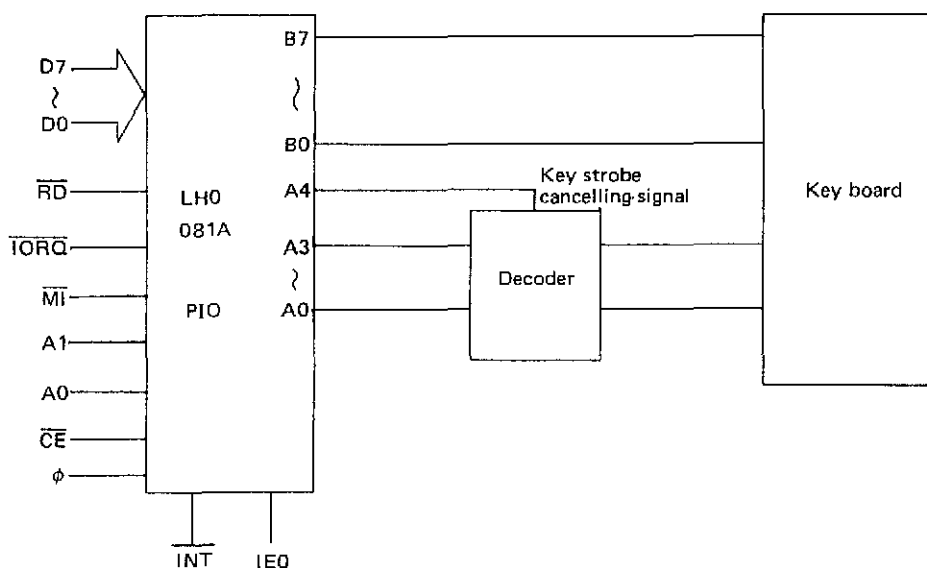 B7
D7
~
D0
~
B0
A4
Key strobe
cancelling signal
Key board
RD
LH0
081A
IORQ
A3
~
Decoder
MI
PIO
A0
A1
A0
CE
φ
INT
IE0